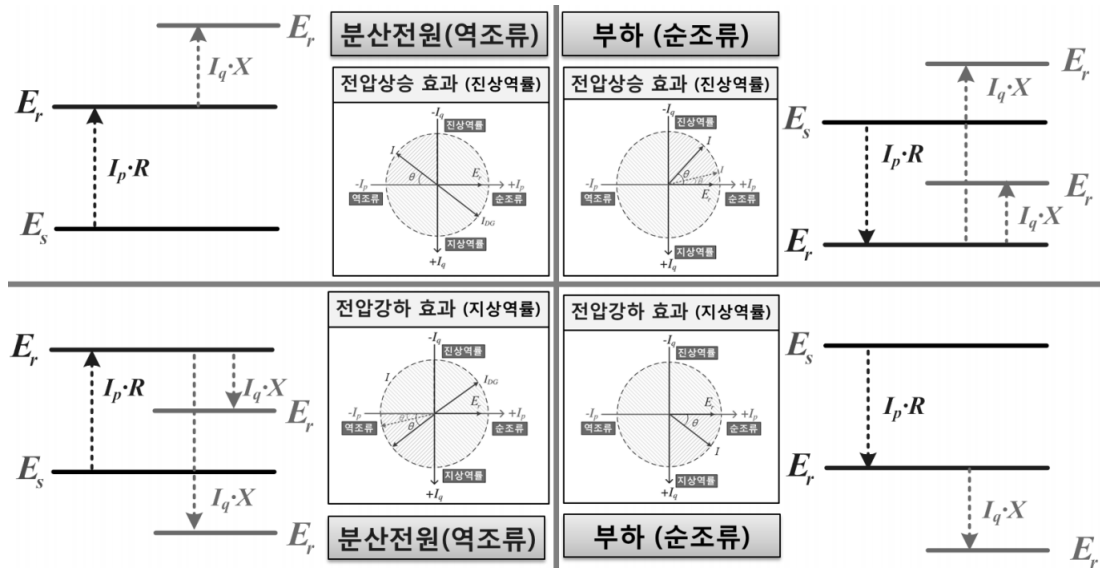 E_r
I_q·X
E_r
I_p·R
E_s
분산전원(역조류)
전압상승 효과 (진상역률)
-I_q
진상역률
I
θ
E_r
-I_p
+I_p
역조류
순조류
I_DG
지상역률
+I_q
부하 (순조류)
전압상승 효과 (진상역률)
-I_q
진상역률
I
θ
I
θ
E_r
-I_p
+I_p
역조류
순조류
지상역률
+I_q
E_r
I_q·X
E_s
I_p·R
E_r
I_q·X
E_r
E_r
I_p·R
I_q·X
E_r
E_s
I_q·X
E_r
전압강하 효과 (지상역률)
-I_q
진상역률
I
I_DG
E_r
-I_p
+I_p
역조류
θ
순조류
지상역률
+I_q
분산전원(역조류)
전압강하 효과 (지상역률)
-I_q
진상역률
E_r
-I_p
+I_p
역조류
θ
순조류
I
지상역률
+I_q
부하 (순조류)
E_s
I_p·R
E_r
I_q·X
E_r